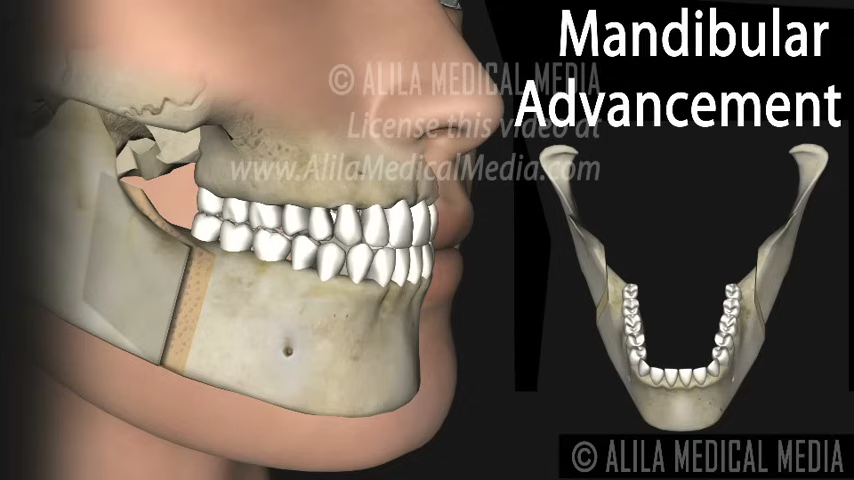 Mandibular
Advancement
© ALILA MEDICAL MEDIA
License this video at
www.AlilaMedicalMedia.com
© ALILA MEDICAL MEDIA